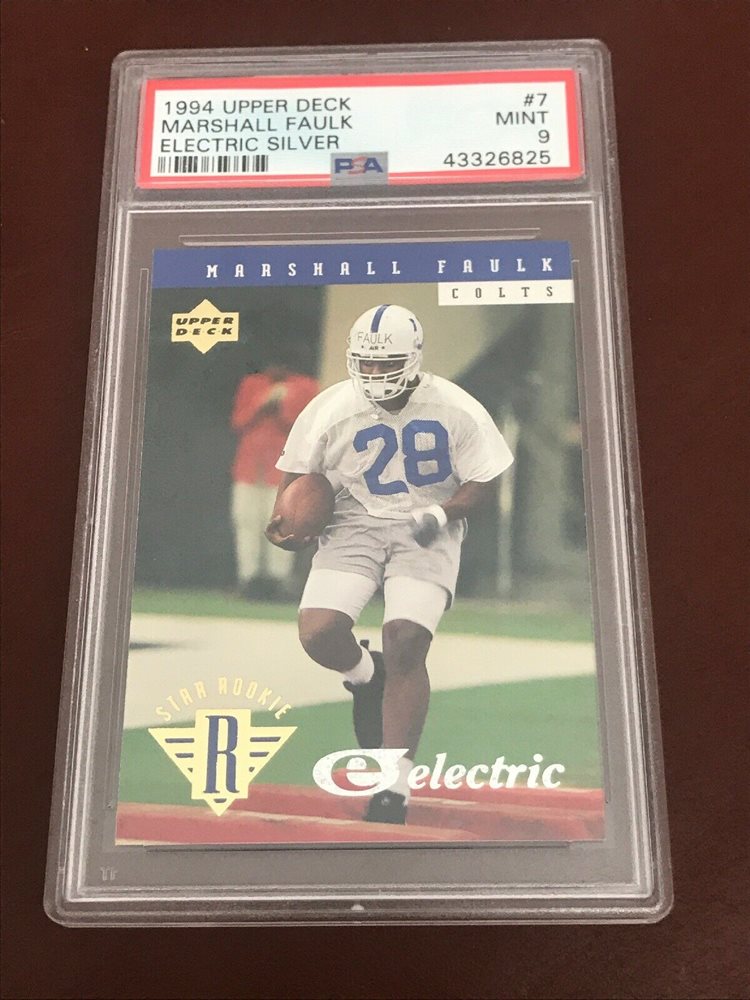 1994 UPPER DECK #7
MARSHALL FAULK MINT
ELECTRIC SILVER 9
PSA 43326825
MARSHALL FAULK
COLTS
UPPER
DECK
FAULK
AIR
28
STAR ROOKIE
R
e electric